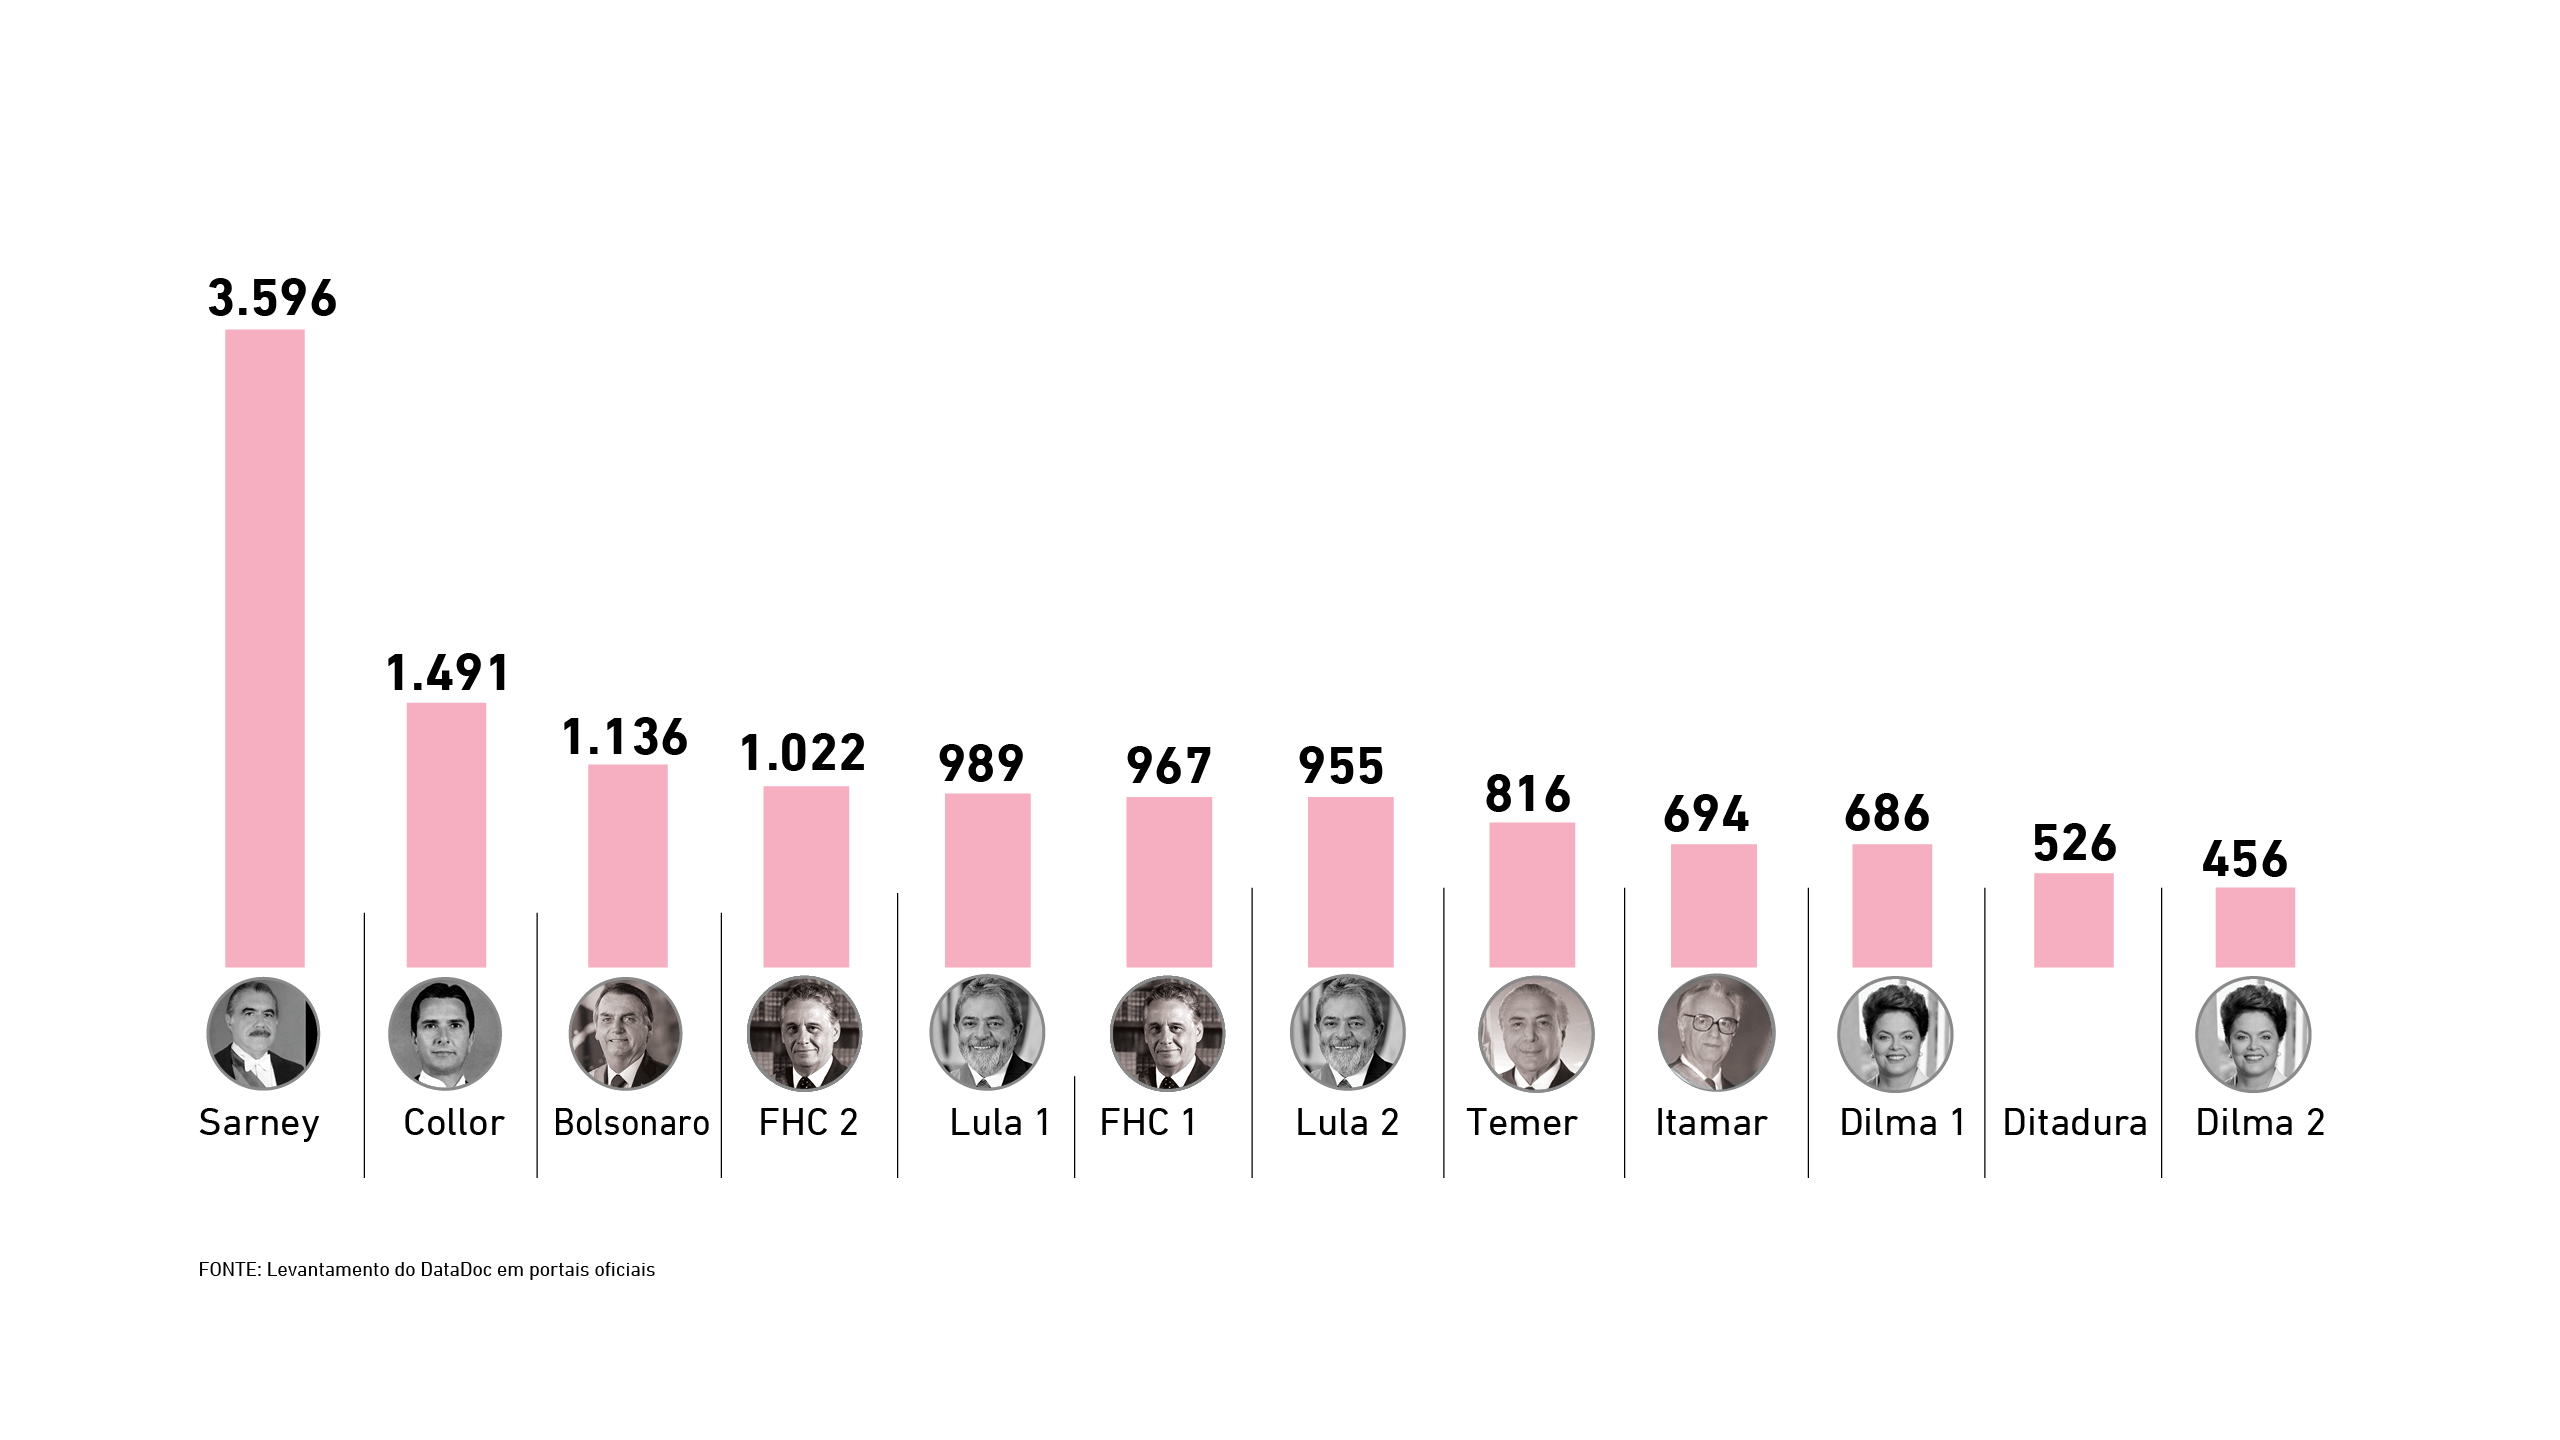 3.596
1.491
1.136
1.022
989
967
955
816
694
686
526
456
Sarney
Collor
Bolsonaro
FHC 2
Lula 1
FHC 1
Lula 2
Temer
Itamar
Dilma 1
Ditadura
Dilma 2
FONTE: Levantamento do DataDoc em portais oficiais